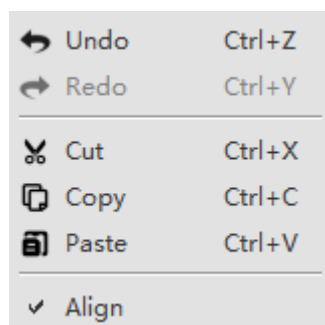 Undo Ctrl+Z
Redo Ctrl+Y
Cut Ctrl+X
Copy Ctrl+C
Paste Ctrl+V
Align